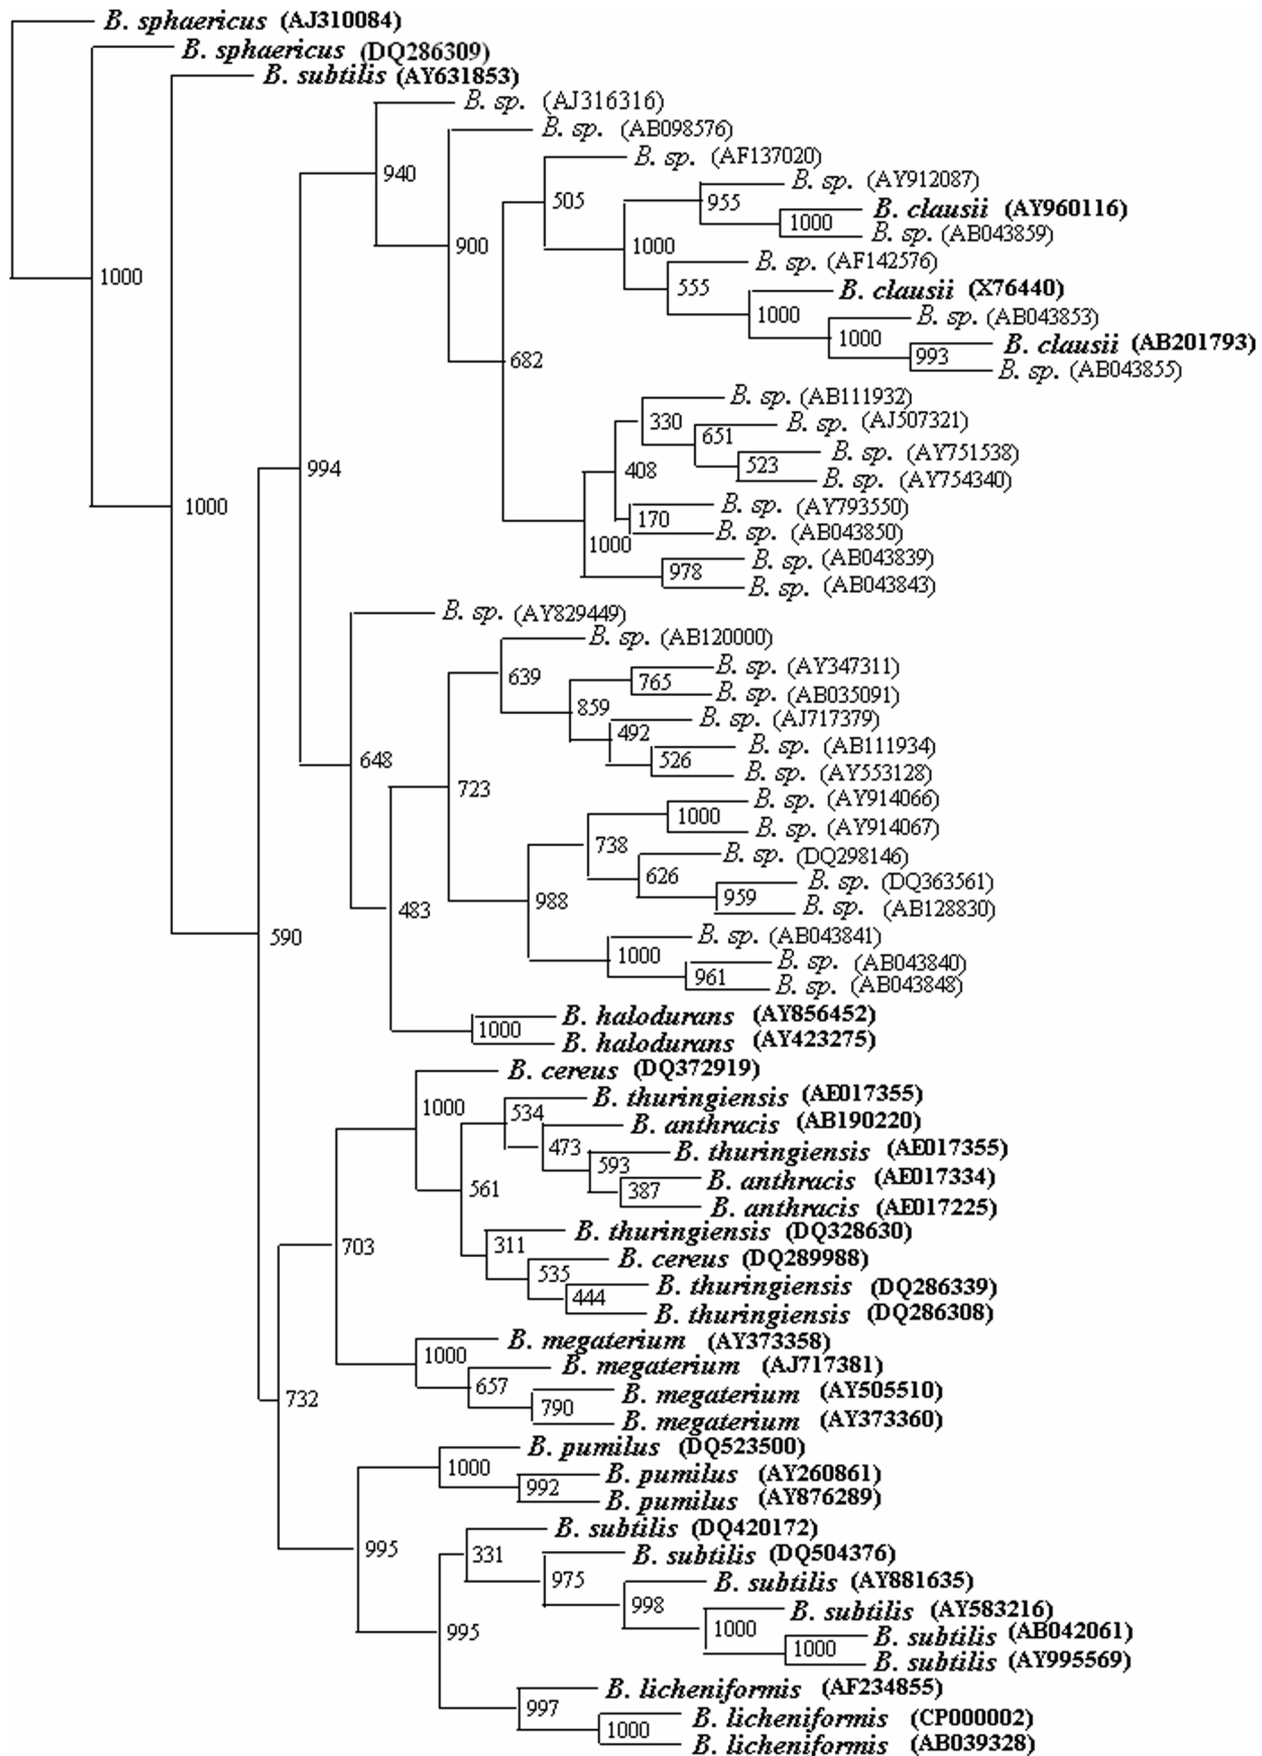 B. sphaericus (AJ310084)
B. sphaericus (DQ286309)
B. subtilis (AY631853)
B. sp. (AJ316316)
B. sp. (AB098576)
940
B. sp. (AF137020)
B. sp. (AY912087)
505
955
B. clausii (AY960116)
1000
B. sp. (AB043859)
900
1000
B. sp. (AF142576)
1000
555
B. clausii (X76440)
1000
B. sp. (AB043853)
1000
B. clausii (AB201793)
682
993
B. sp. (AB043855)
B. sp. (AB111932)
330
B. sp. (AJ507321)
651
B. sp. (AY751538)
994
408
523
B. sp. (AY754340)
1000
B. sp. (AY793550)
170
B. sp. (AB043850)
1000
B. sp. (AB043839)
978
B. sp. (AB043843)
B. sp. (AY829449)
B. sp. (AB120000)
639
B. sp. (AY347311)
765
B. sp. (AB035091)
859
B. sp. (AJ717379)
492
B. sp. (AB111934)
648
526
B. sp. (AY553128)
723
B. sp. (AY914066)
1000
B. sp. (AY914067)
738
B. sp. (DQ298146)
626
B. sp. (DQ363561)
959
483
988
B. sp. (AB128830)
590
B. sp. (AB043841)
1000
B. sp. (AB043840)
961
B. sp. (AB043848)
B. halodurans (AY856452)
1000
B. halodurans (AY423275)
B. cereus (DQ372919)
B. thuringiensis (AE017355)
1000
534
B. anthracis (AB190220)
473
B. thuringiensis (AE017355)
593
B. anthracis (AE017334)
561
387
B. anthracis (AE017225)
B. thuringiensis (DQ328630)
703
311
B. cereus (DQ289988)
535
B. thuringiensis (DQ286339)
444
B. thuringiensis (DQ286308)
B. megaterium (AY373358)
1000
B. megaterium (AJ717381)
657
B. megaterium (AY505510)
732
790
B. megaterium (AY373360)
B. pumilus (DQ523500)
1000
B. pumilus (AY260861)
992
B. pumilus (AY876289)
B. subtilis (DQ420172)
995
331
B. subtilis (DQ504376)
975
B. subtilis (AY881635)
998
B. subtilis (AY583216)
995
1000
B. subtilis (AB042061)
1000
B. subtilis (AY995569)
B. licheniformis (AF234855)
997
B. licheniformis (CP000002)
1000
B. licheniformis (AB039328)